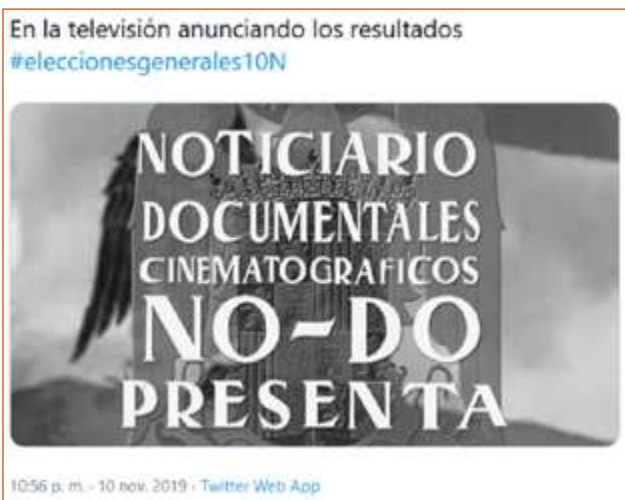 En la televisión anunciando los resultados
#eleccionesgenerales10N
NOTICIARIO
DOCUMENTALES
CINEMATOGRAFICOS
NO-DO
PRESENTA
10:56 p. m. - 10 nov. 2019 - Twitter Web App